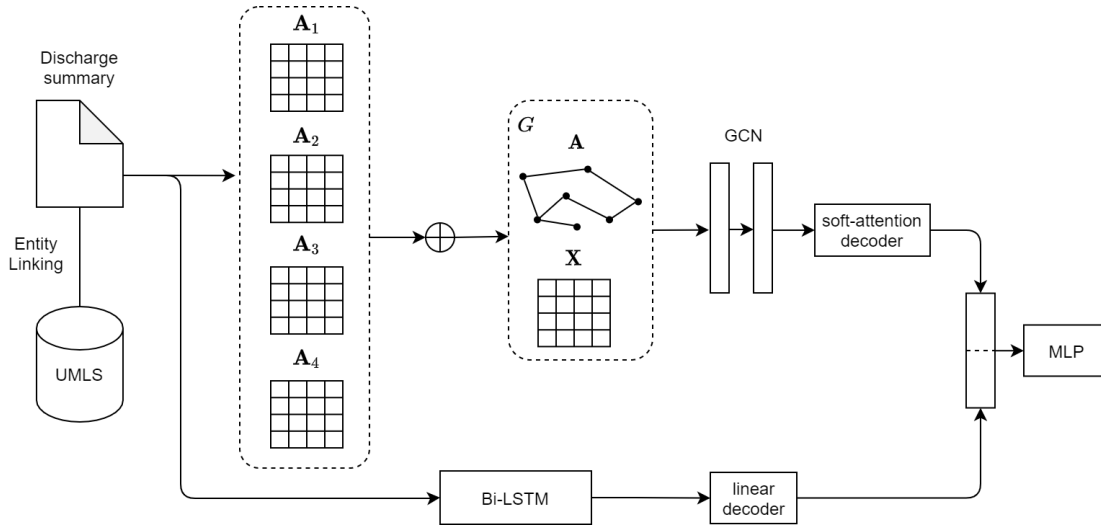 Discharge
summary
Entity
Linking
UMLS
A₁
A₂
A₃
A₄
G
A
X
GCN
soft-attention
decoder
Bi-LSTM
linear
decoder
MLP